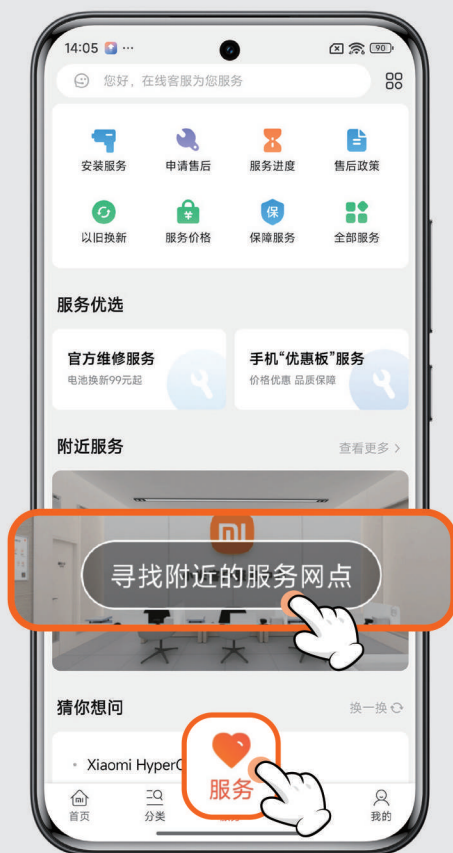 14:05 ···
90
您好，在线客服为您服务
安装服务 申请售后 服务进度 售后政策
¥ 保
以旧换新 服务价格 保障服务 全部服务
服务优选
官方维修服务 手机“优惠板”服务
电池换新99元起 价格优惠 品质保障
附近服务 查看更多 >
寻找附近的服务网点
猜你想问 换一换
· Xiaomi Hyper
服务
首页 分类 我的